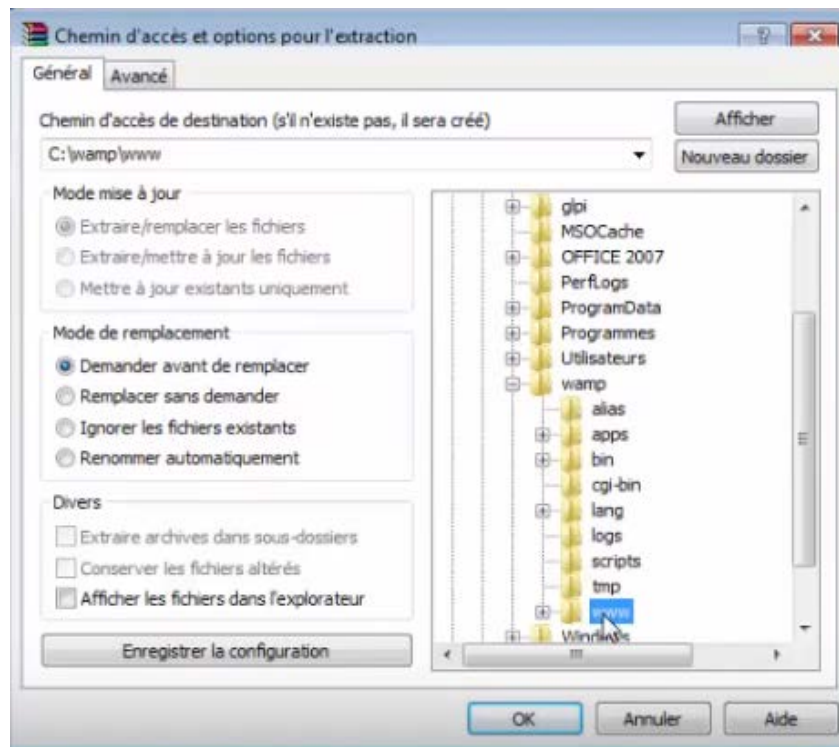 Chemin d'accès et options pour l'extraction
Général
Avancé
Chemin d'accès de destination (s'il n'existe pas, il sera créé)
Afficher
C:\wamp\www
Nouveau dossier
Mode mise à jour
Extraire/remplacer les fichiers
Extraire/mettre à jour les fichiers
Mettre à jour existants uniquement
Mode de remplacement
Demander avant de remplacer
Remplacer sans demander
Ignorer les fichiers existants
Renommer automatiquement
Divers
Extraire archives dans sous-dossiers
Conserver les fichiers altérés
Afficher les fichiers dans l'explorateur
Enregistrer la configuration
glpi
MSOCache
OFFICE 2007
PerfLogs
ProgramData
Programmes
Utilisateurs
wamp
alias
apps
bin
cgi-bin
lang
logs
scripts
tmp
www
Windows
OK
Annuler
Aide